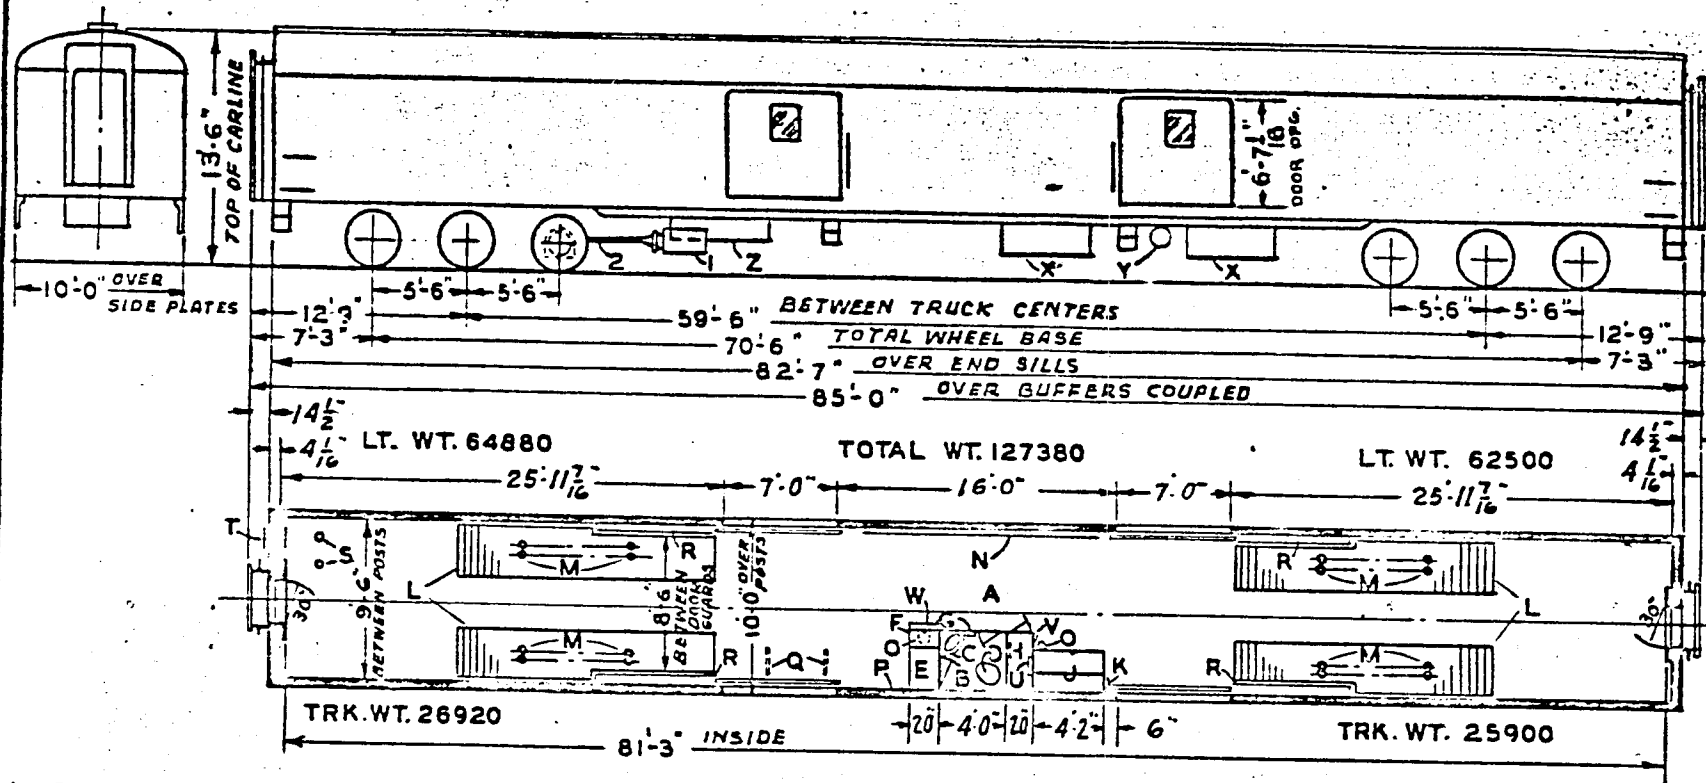 13'-6"
TOP OF CARLINE
6'-7 1/16"
DOOR OPG.
2
1
Z
X
Y
X
10'-0" OVER
SIDE PLATES
5'-6" 5'-6"
5'-6" 5'-6"
12'-9"
59'-6" BETWEEN TRUCK CENTERS
12'-9"
7'-3"
70'-6" TOTAL WHEEL BASE
7'-3"
82'-7" OVER END SILLS
85'-0" OVER BUFFERS COUPLED
14 1/2"
4 1/16"
LT. WT. 64880
TOTAL WT. 127380
LT. WT. 62500
14 1/2"
4 1/16"
25'-11 7/16"
7'-0"
16'-0"
7'-0"
25'-11 7/16"
T
S
30"
9'-6"
BETWEEN POSTS
L
M
M
R
R
8'-6"
BETWEEN
DOOR
GUARDS
10'-0" OVER
POSTS
Q
N
A
W
F
O
P
E
C
B
H
U
V
O
J
K
R
R
M
M
L
30"
TRK. WT. 26920
20" 4'-0" 20" 4'-2" 6"
TRK. WT. 25900
81'-3" INSIDE